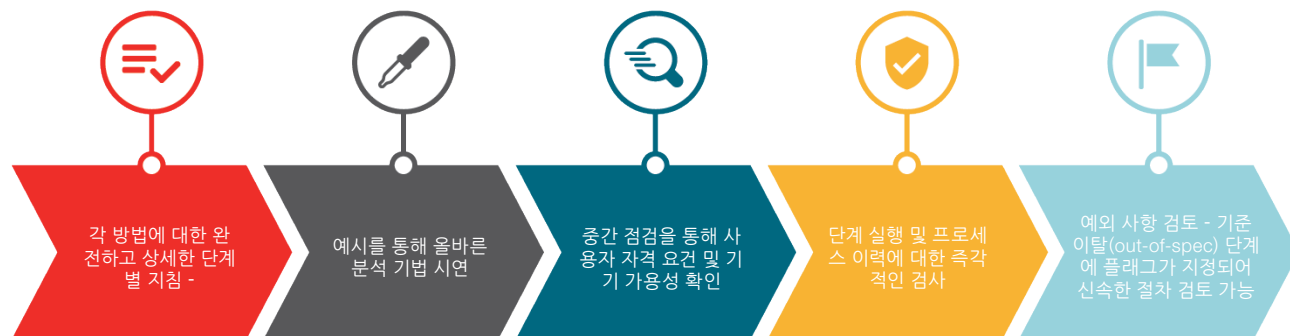 각 방법에 대한 완
전하고 상세한 단계
별 지침 -
예시를 통해 올바른
분석 기법 시연
중간 점검을 통해 사
용자 자격 요건 및 기
기 가용성 확인
단계 실행 및 프로세
스 이력에 대한 즉각
적인 검사
예외 사항 검토 - 기준
이탈(out-of-spec) 단계
에 플래그가 지정되어
신속한 절차 검토 가능